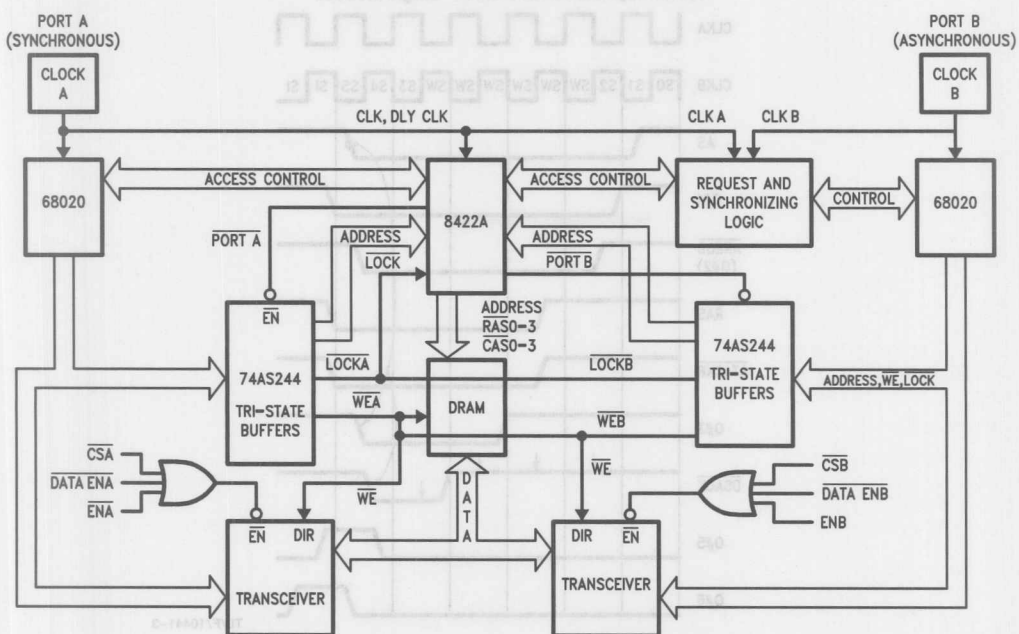 PORT A
(SYNCHRONOUS)
PORT B
(ASYNCHRONOUS)
CLOCK
A
CLOCK
B
CLK, DLY CLK
CLK A
CLK B
68020
ACCESS CONTROL
8422A
ACCESS CONTROL
REQUEST AND
SYNCHRONIZING
LOGIC
CONTROL
68020
PORT A
ADDRESS
ADDRESS
LOCK
PORT B
EN
ADDRESS
RAS0-3
CAS0-3
EN
74AS244
TRI-STATE
BUFFERS
LOCKA
LOCKB
74AS244
TRI-STATE
BUFFERS
ADDRESS, WE, LOCK
WEA
DRAM
WEB
CSA
DATA ENA
ENA
WE
DATA
WE
CSB
DATA ENB
ENB
EN
DIR
TRANSCEIVER
DIR
EN
TRANSCEIVER